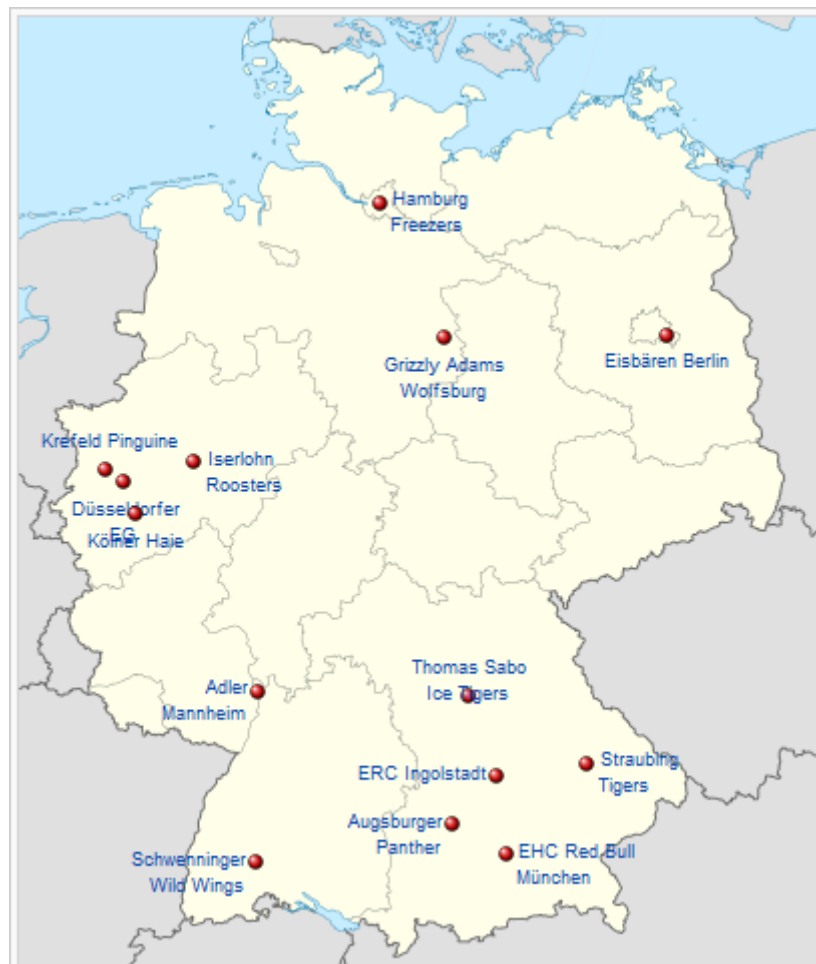 Hamburg
Freezers
Grizzly Adams
Wolfsburg
Eisbären Berlin
Krefeld Pinguine
Iserlohn
Roosters
Düsseldorfer
EG
Kölner Haie
Adler
Mannheim
Thomas Sabo
Ice Tigers
ERC Ingolstadt
Straubing
Tigers
Augsburger
Panther
EHC Red Bull
München
Schwenninger
Wild Wings